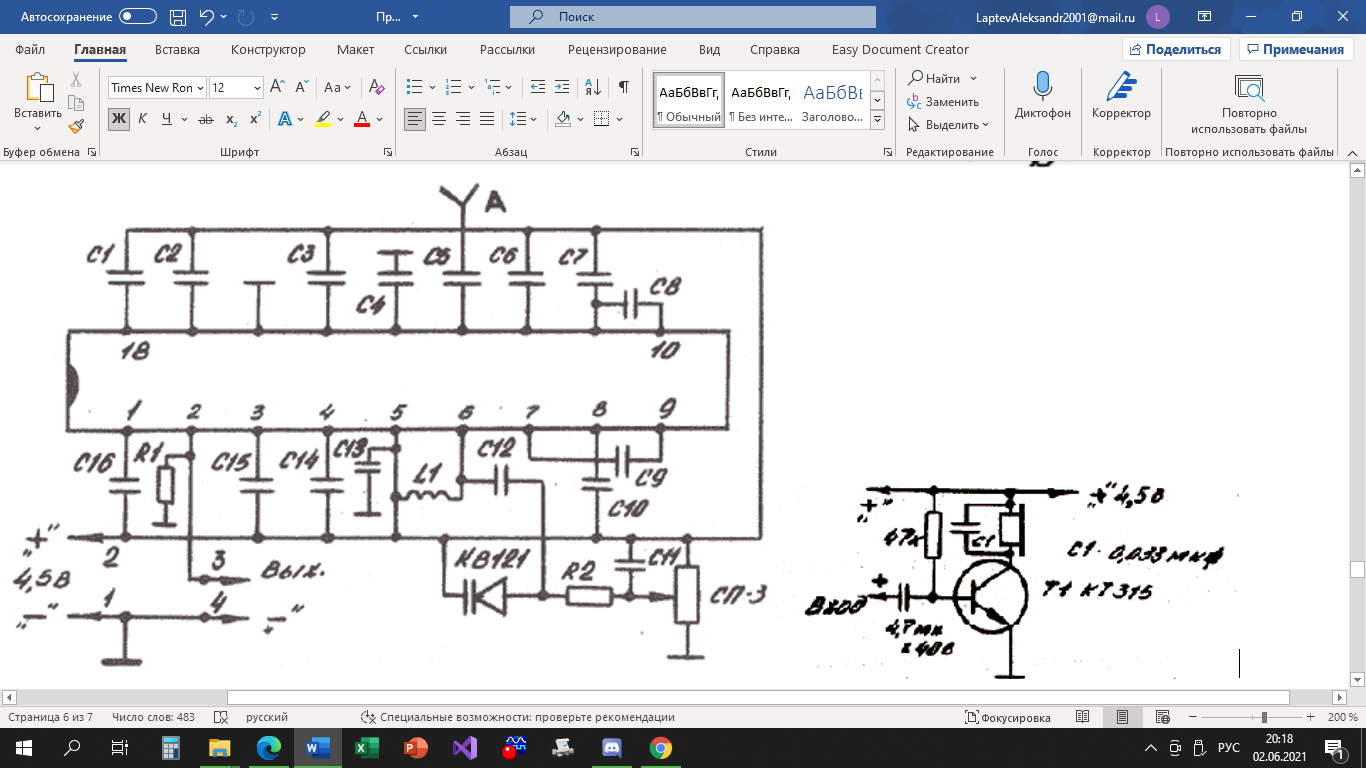 Автосохранение
Пр...
Поиск
LaptevAleksandr2001@mail.ru
L
Файл Главная Вставка Конструктор Макет Ссылки Рассылки Рецензирование Вид Справка Easy Document Creator
Поделиться
Примечания
Вставить
Times New Ron
12
Ж К Ч ab x₂ x²
Aa
АаБбВвГг,
¶ Обычный
АаБбВвГг,
¶ Без инте...
АаБбВв
Заголово...
Найти
Заменить
Выделить
Диктофон
Корректор
Повторно
использовать файлы
Буфер обмена
Шрифт
Абзац
Стили
Редактирование
Голос
Корректор
Повторно использовать файлы
A
C1 C2 C3 C4 C5 C6 C7 C8
18 10
1 2 3 4 5 6 7 8 9
C16 R1 C15 C14 C13 L1 C12 C9
C10
„+”
2
4,5В
3
Вых.
КВ121
R2
C11
СП-3
„—”
1
4
„—”
„+”
„+” 4,5В
47к
C1
C1 - 0,033 мкф
Вход
+
Т1 КТ315
4,7мк
х 40В
Страница 6 из 7
Число слов: 483
русский
Специальные возможности: проверьте рекомендации
Фокусировка
200 %
РУС
20:18
02.06.2021
1